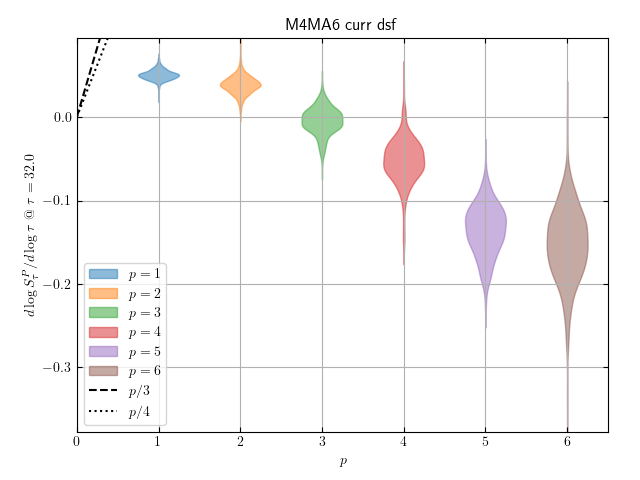 M4MA6 curr dsf
d log S_τ^P / d log τ @ τ = 32.0
0.0
−0.1
−0.2
−0.3
p = 1
p = 2
p = 3
p = 4
p = 5
p = 6
p/3
p/4
0 1 2 3 4 5 6
p